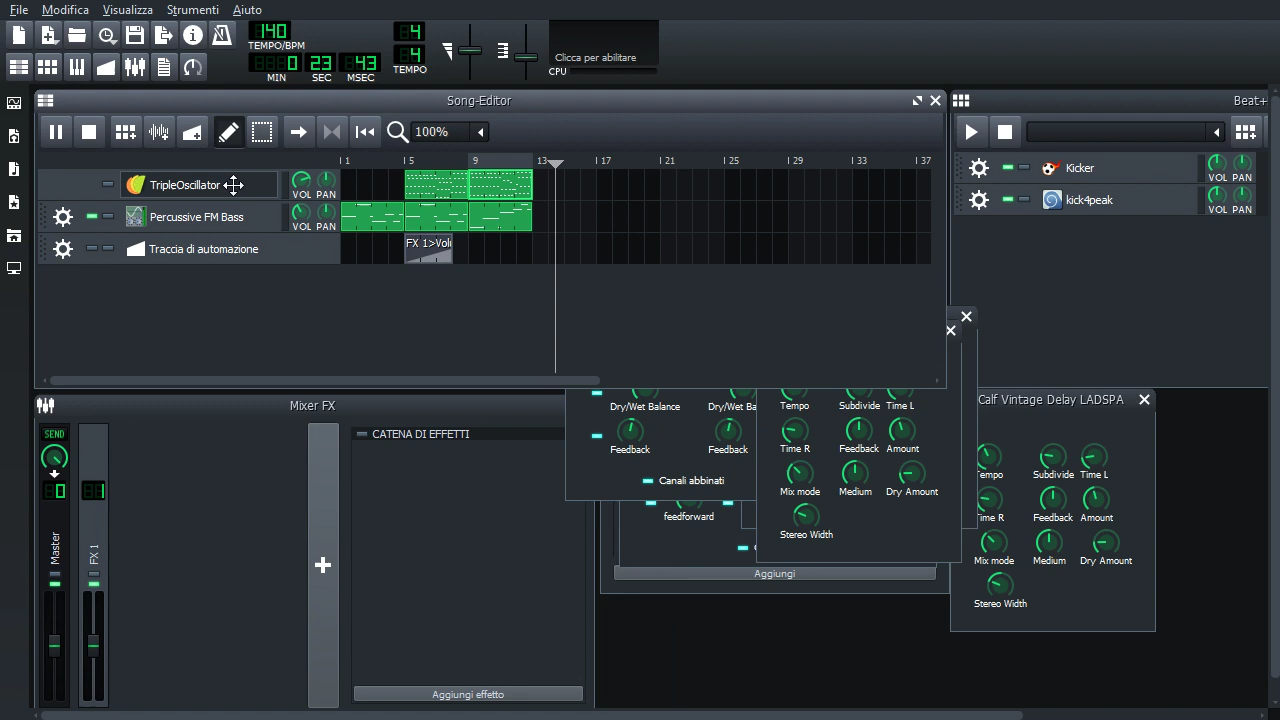 File Modifica Visualizza Strumenti Aiuto
140
TEMPO/BPM
0 23 43
MIN SEC MSEC
4
4
TEMPO
Clicca per abilitare
CPU
Song-Editor
Beat+
100%
1 5 9 13 17 21 25 29 33 37
TripleOscillator VOL PAN
Percussive FM Bass VOL PAN
Traccia di automazione
FX 1>Vol
Kicker VOL PAN
kick4peak VOL PAN
Mixer FX
SEND
0 1
Master
FX 1
CATENA DI EFFETTI
Aggiungi effetto
Dry/Wet Balance
Feedback Feedback
Canali abbinati
feedforward
Aggiungi
Tempo Subdivide Time L
Time R Feedback Amount
Mix mode Medium Dry Amount
Stereo Width
Calf Vintage Delay LADSPA
Subdivide Time L
Feedback Amount
Mix mode Medium Dry Amount
Stereo Width